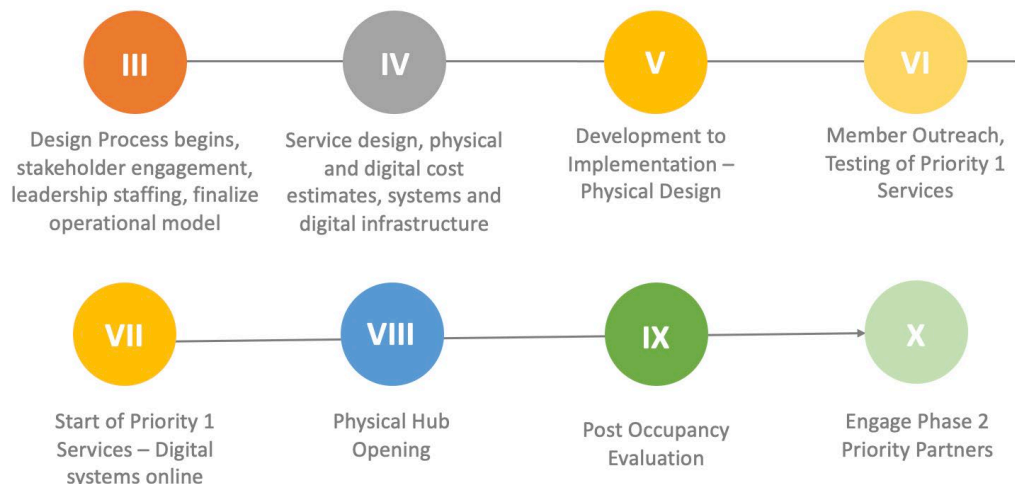 III
Design Process begins,
stakeholder engagement,
leadership staffing, finalize
operational model
IV
Service design, physical
and digital cost
estimates, systems and
digital infrastructure
V
Development to
Implementation –
Physical Design
VI
Member Outreach,
Testing of Priority 1
Services
VII
Start of Priority 1
Services – Digital
systems online
VIII
Physical Hub
Opening
IX
Post Occupancy
Evaluation
X
Engage Phase 2
Priority Partners